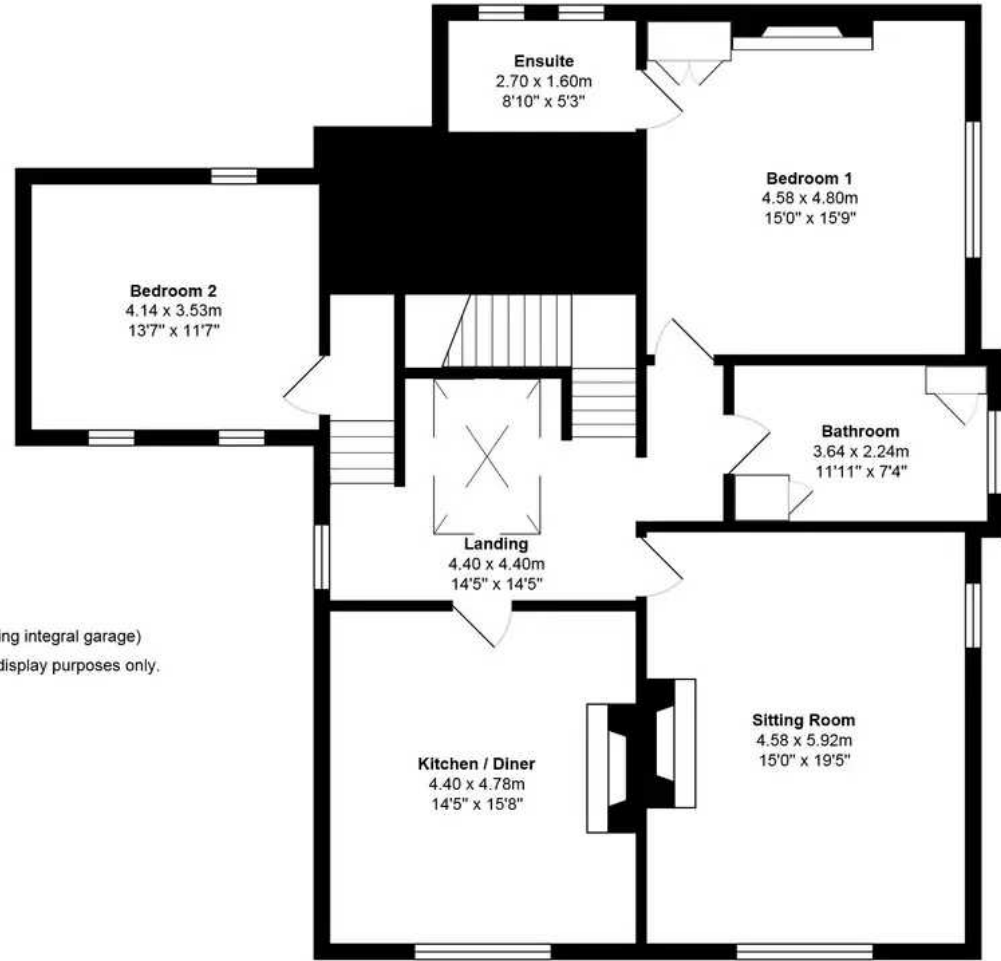 Ensuite
2.70 x 1.60m
8'10" x 5'3"
Bedroom 1
4.58 x 4.80m
15'0" x 15'9"
Bedroom 2
4.14 x 3.53m
13'7" x 11'7"
Bathroom
3.64 x 2.24m
11'11" x 7'4"
Landing
4.40 x 4.40m
14'5" x 14'5"
ing integral garage)
display purposes only.
Sitting Room
4.58 x 5.92m
15'0" x 19'5"
Kitchen / Diner
4.40 x 4.78m
14'5" x 15'8"